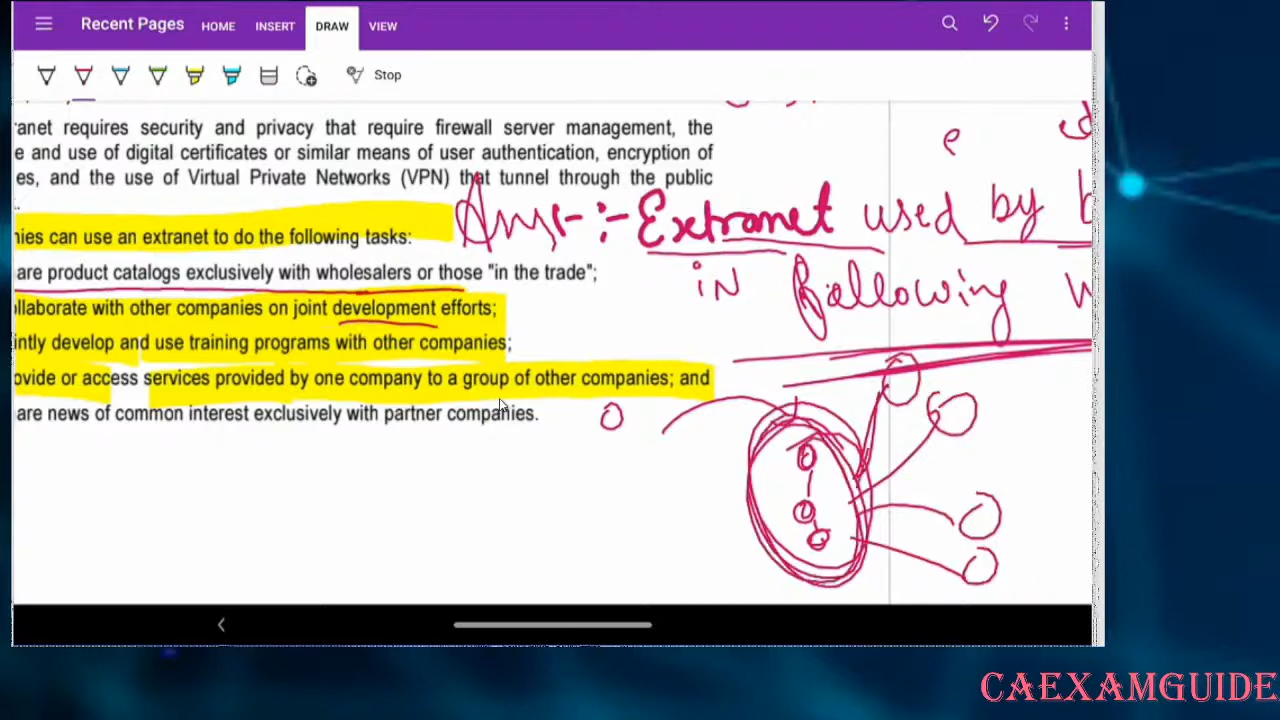 Recent Pages HOME INSERT DRAW VIEW
Stop
ranet requires security and privacy that require firewall server management, the
e and use of digital certificates or similar means of user authentication, encryption of
es, and the use of Virtual Private Networks (VPN) that tunnel through the public
nies can use an extranet to do the following tasks:
are product catalogs exclusively with wholesalers or those "in the trade";
ollaborate with other companies on joint development efforts;
intly develop and use training programs with other companies;
ovide or access services provided by one company to a group of other companies; and
are news of common interest exclusively with partner companies.
e
Ans-:- Extranet used by b
in following w
CAEXAMGUIDE